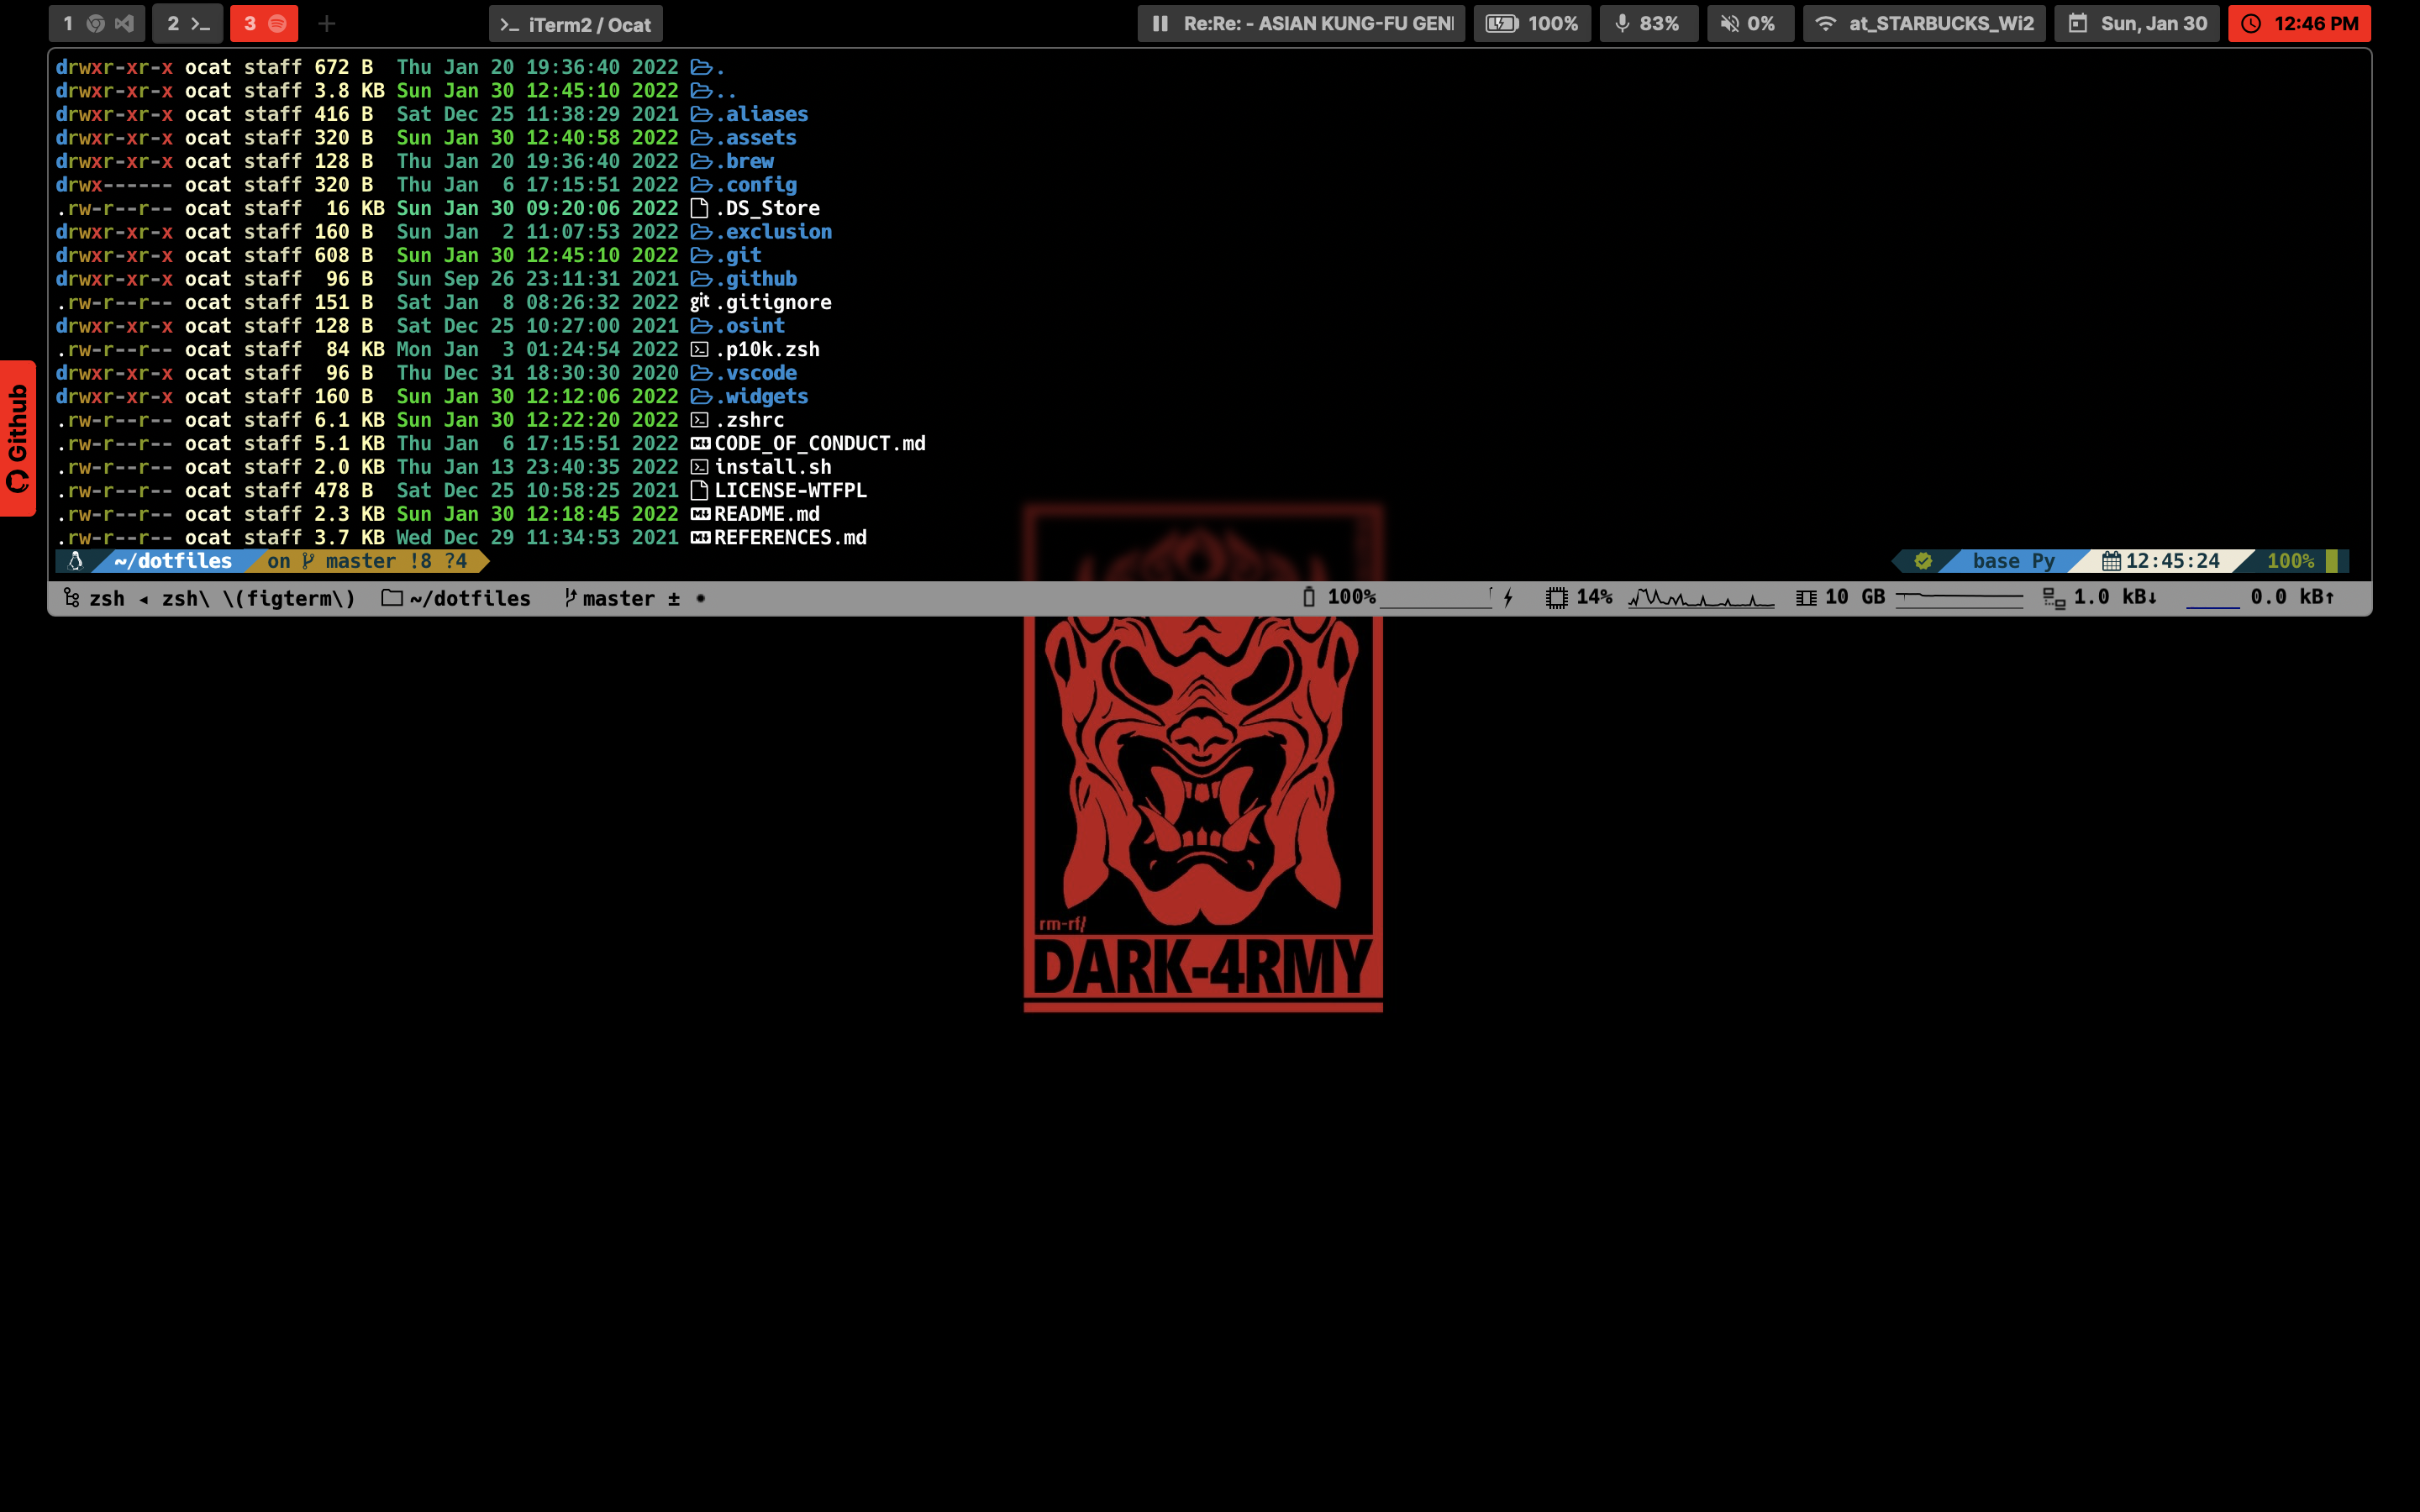 1 2 3 + iTerm2 / Ocat Re:Re: - ASIAN KUNG-FU GEN 100% 83% 0% at_STARBUCKS_Wi2 Sun, Jan 30 12:46 PM
drwxr-xr-x ocat staff 672 B Thu Jan 20 19:36:40 2022 .
drwxr-xr-x ocat staff 3.8 KB Sun Jan 30 12:45:10 2022 ..
drwxr-xr-x ocat staff 416 B Sat Dec 25 11:38:29 2021 .aliases
drwxr-xr-x ocat staff 320 B Sun Jan 30 12:40:58 2022 .assets
drwxr-xr-x ocat staff 128 B Thu Jan 20 19:36:40 2022 .brew
drwx------ ocat staff 320 B Thu Jan 6 17:15:51 2022 .config
.rw-r--r-- ocat staff 16 KB Sun Jan 30 09:20:06 2022 .DS_Store
drwxr-xr-x ocat staff 160 B Sun Jan 2 11:07:53 2022 .exclusion
drwxr-xr-x ocat staff 608 B Sun Jan 30 12:45:10 2022 .git
drwxr-xr-x ocat staff 96 B Sun Sep 26 23:11:31 2021 .github
.rw-r--r-- ocat staff 151 B Sat Jan 8 08:26:32 2022 git .gitignore
drwxr-xr-x ocat staff 128 B Sat Dec 25 10:27:00 2021 .osint
.rw-r--r-- ocat staff 84 KB Mon Jan 3 01:24:54 2022 .p10k.zsh
drwxr-xr-x ocat staff 96 B Thu Dec 31 18:30:30 2020 .vscode
drwxr-xr-x ocat staff 160 B Sun Jan 30 12:12:06 2022 .widgets
.rw-r--r-- ocat staff 6.1 KB Sun Jan 30 12:22:20 2022 .zshrc
.rw-r--r-- ocat staff 5.1 KB Thu Jan 6 17:15:51 2022 CODE_OF_CONDUCT.md
.rw-r--r-- ocat staff 2.0 KB Thu Jan 13 23:40:35 2022 install.sh
.rw-r--r-- ocat staff 478 B Sat Dec 25 10:58:25 2021 LICENSE-WTFPL
.rw-r--r-- ocat staff 2.3 KB Sun Jan 30 12:18:45 2022 README.md
.rw-r--r-- ocat staff 3.7 KB Wed Dec 29 11:34:53 2021 REFERENCES.md
~/dotfiles on master !8 ?4 base Py 12:45:24 100%
zsh ◂ zsh\ \(figterm\) ~/dotfiles master ± • 100% 14% 10 GB 1.0 kB↓ 0.0 kB↑
Github
rm-rf/
DARK-4RMY